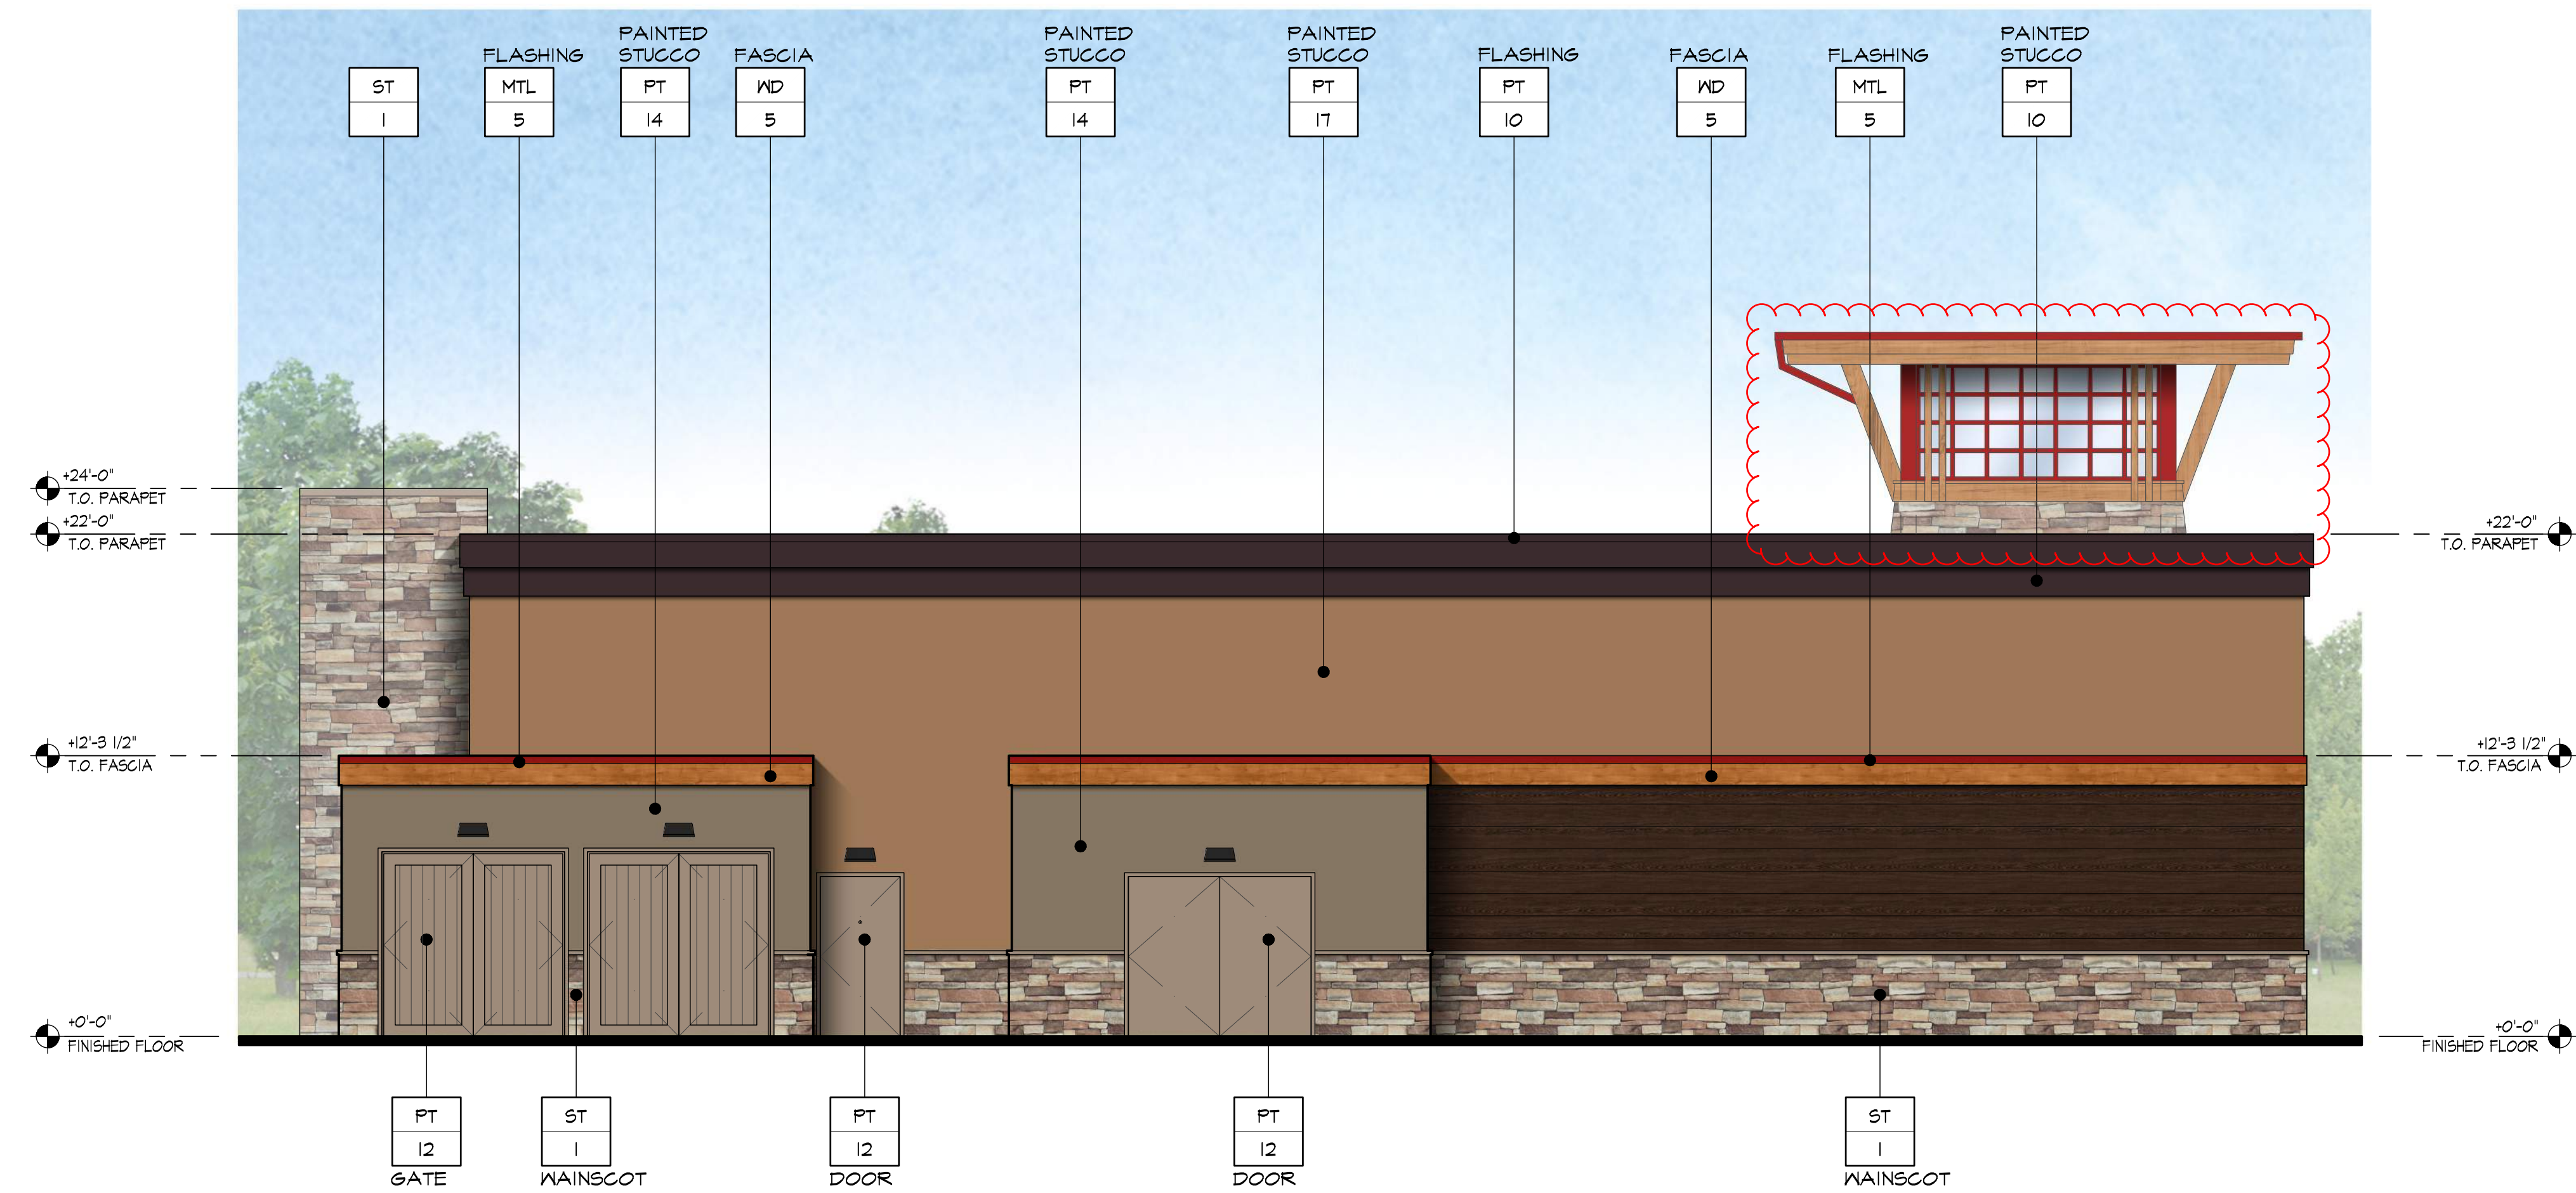 PAINTED
STUCCO
PAINTED
STUCCO
PAINTED
STUCCO
PAINTED
STUCCO
FLASHING
FASCIA
FLASHING
FASCIA
FLASHING
ST
1
MTL
5
PT
14
WD
5
PT
14
PT
17
PT
10
WD
5
MTL
5
PT
10
+24'-0"
T.O. PARAPET
+22'-0"
T.O. PARAPET
+22'-0"
T.O. PARAPET
+12'-3 1/2"
T.O. FASCIA
+12'-3 1/2"
T.O. FASCIA
+0'-0"
FINISHED FLOOR
+0'-0"
FINISHED FLOOR
PT
12
GATE
ST
1
WAINSCOT
PT
12
DOOR
PT
12
DOOR
ST
1
WAINSCOT